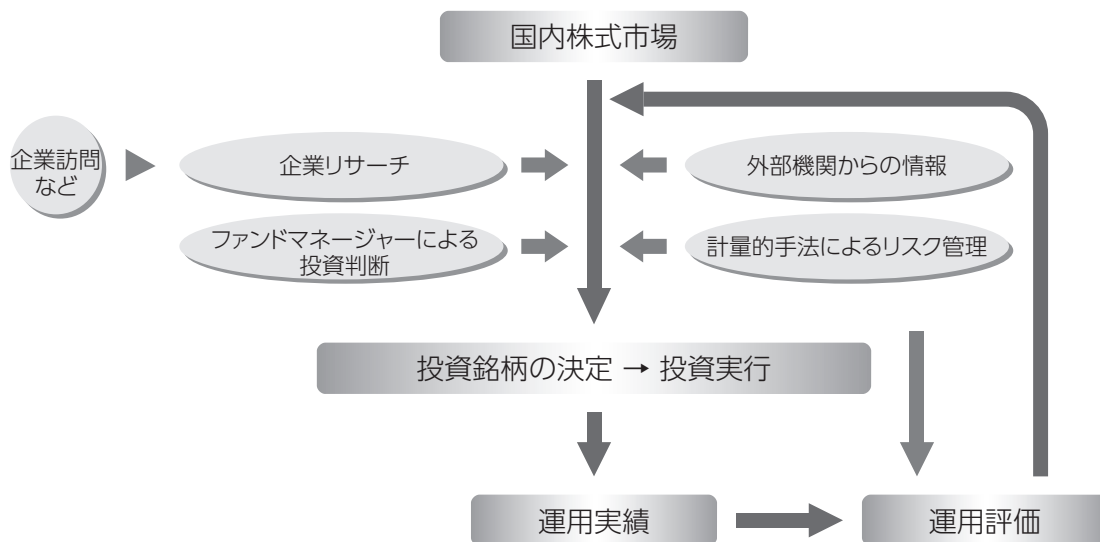 国内株式市場
企業訪問
など
企業リサーチ
外部機関からの情報
ファンドマネージャーによる
投資判断
計量的手法によるリスク管理
投資銘柄の決定 → 投資実行
運用実績
運用評価